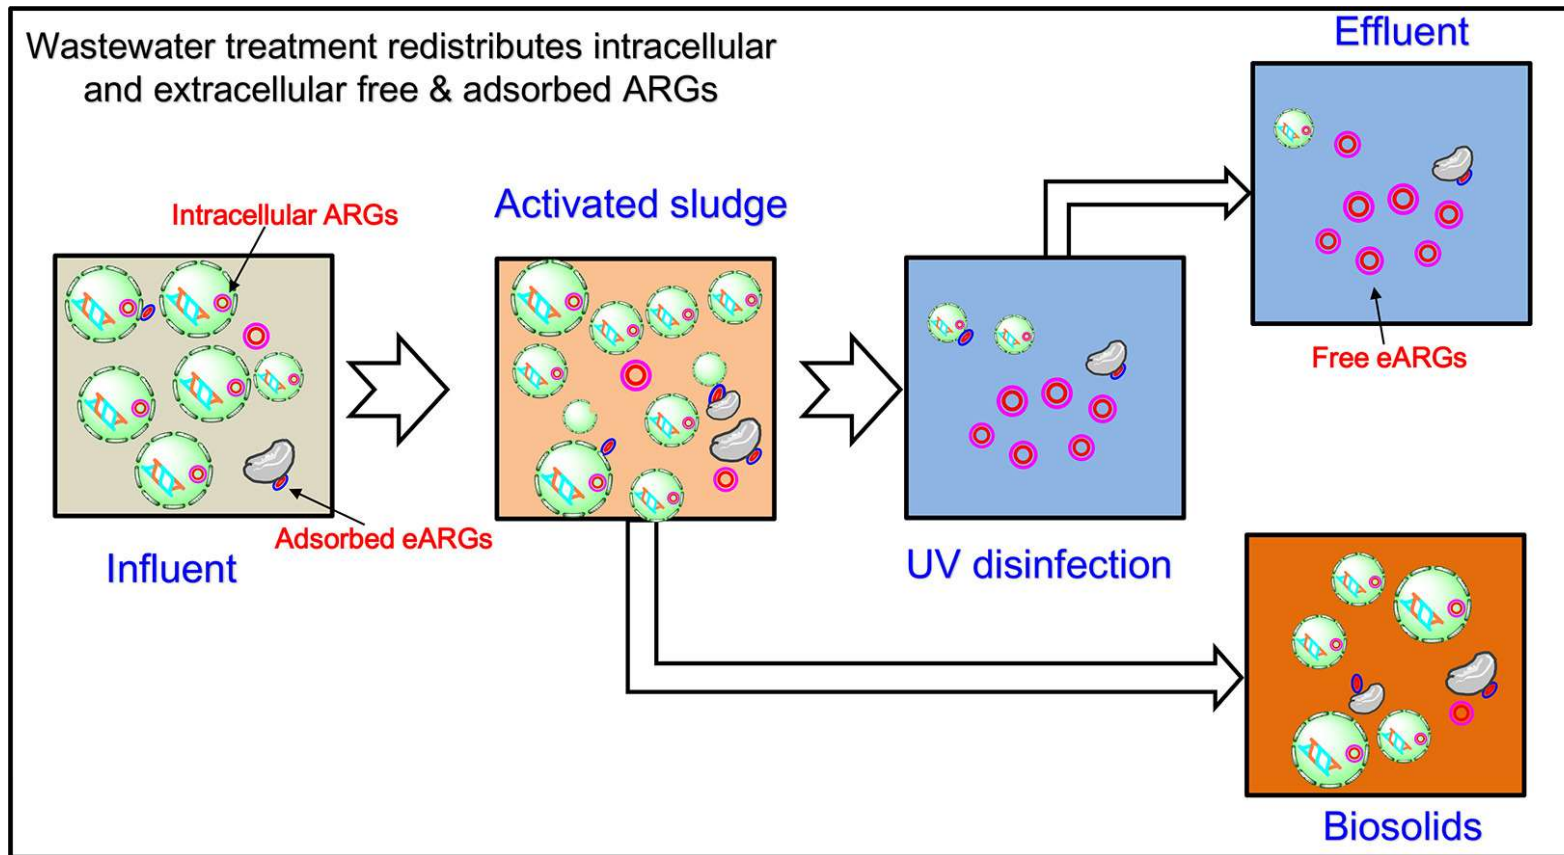 Wastewater treatment redistributes intracellular
and extracellular free & adsorbed ARGs
Effluent
Intracellular ARGs
Activated sludge
Free eARGs
Adsorbed eARGs
Influent
UV disinfection
Biosolids